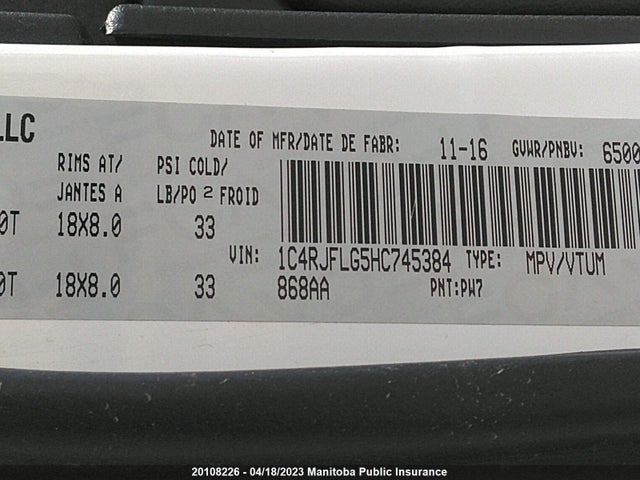 LLC
DATE OF MFR/DATE DE FABR: 11-16 GVWR/PNBV: 6500
RIMS AT/ PSI COLD/
JANTES A LB/PO 2 FROID
0T 18X8.0 33
VIN: 1C4RJFLG5HC745384 TYPE: MPV/VTUM
0T 18X8.0 33 868AA PNT:PW7
20108226 - 04/18/2023 Manitoba Public Insurance